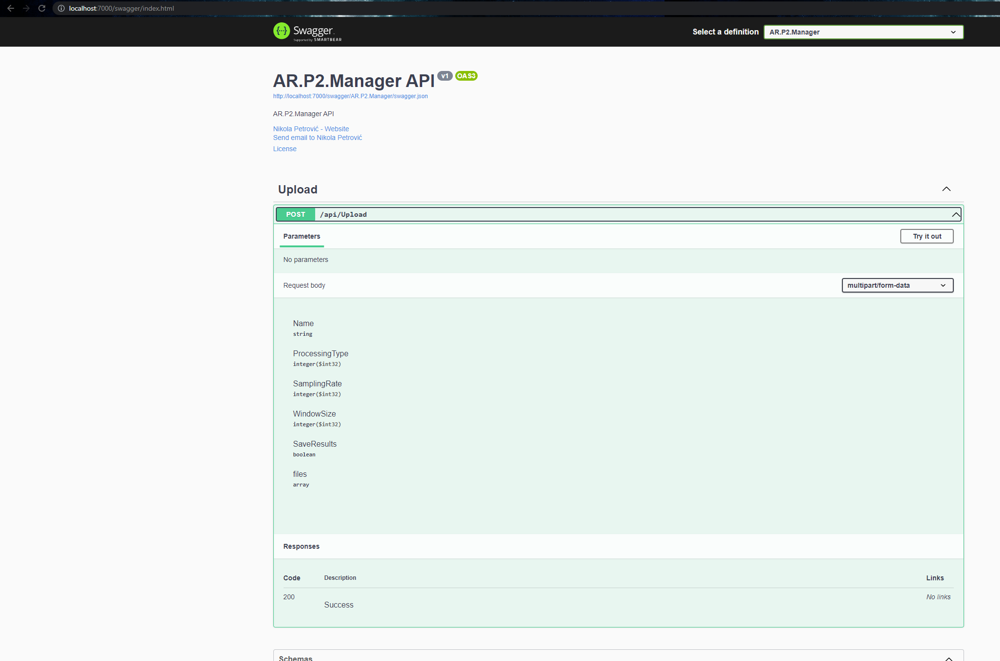 localhost:7000/swagger/index.html
Swagger.
Supported by SMARTBEAR
Select a definition
AR.P2.Manager
AR.P2.Manager API v1 OAS3
http://localhost:7000/swagger/AR.P2.Manager/swagger.json
AR.P2.Manager API
Nikola Petrović - Website
Send email to Nikola Petrović
License
Upload
POST /api/Upload
Parameters
Try it out
No parameters
Request body
multipart/form-data
Name
string
ProcessingType
integer($int32)
SamplingRate
integer($int32)
WindowSize
integer($int32)
SaveResults
boolean
files
array
Responses
Code Description Links
200 Success No links
Schemas